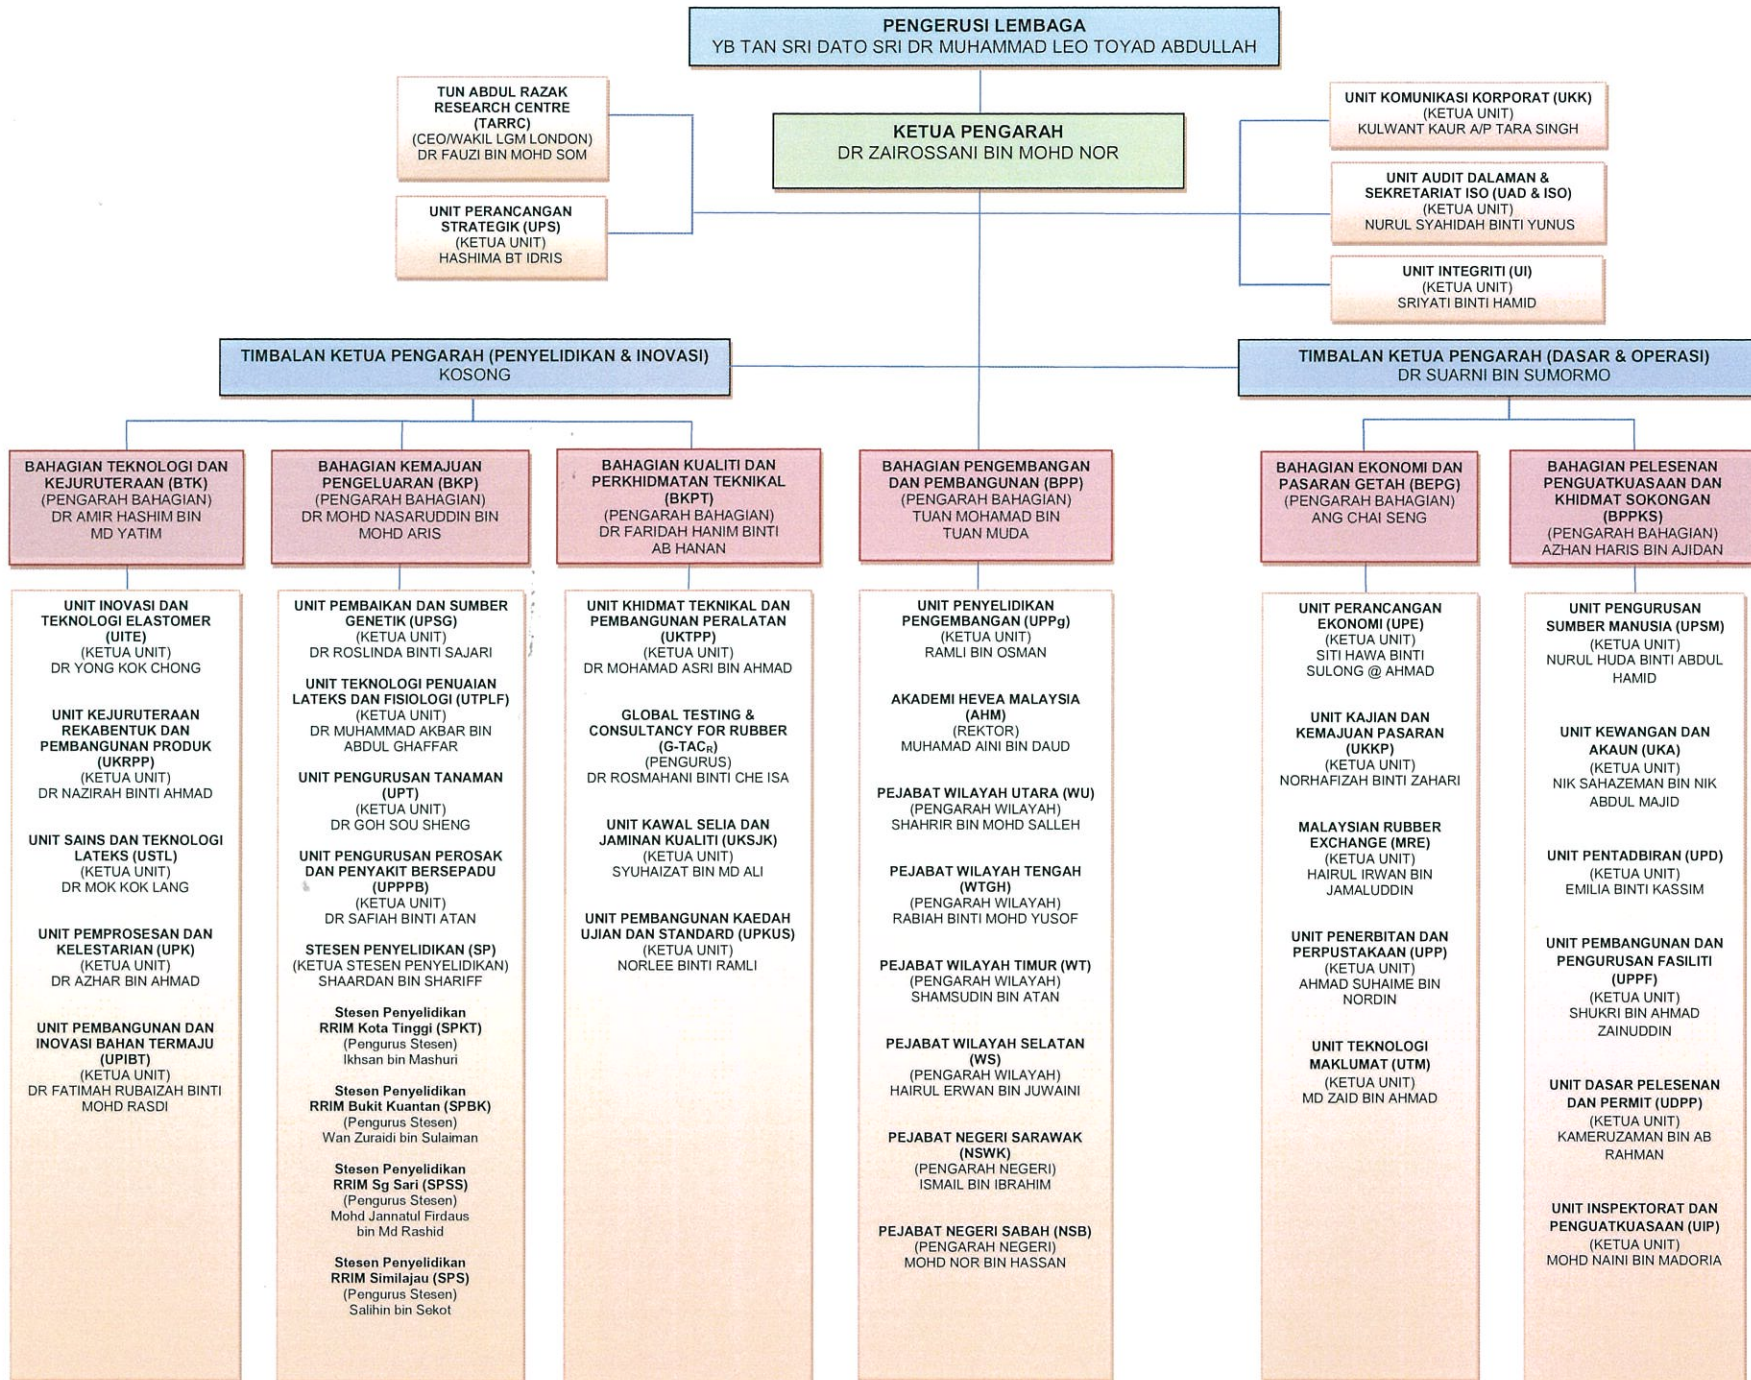 PENGERUSI LEMBAGA
YB TAN SRI DATO SRI DR MUHAMMAD LEO TOYAD ABDULLAH
KETUA PENGARAH
DR ZAIROSSANI BIN MOHD NOR
TUN ABDUL RAZAK
RESEARCH CENTRE
(TARRC)
(CEO/WAKIL LGM LONDON)
DR FAUZI BIN MOHD SOM
UNIT PERANCANGAN
STRATEGIK (UPS)
(KETUA UNIT)
HASHIMA BT IDRIS
UNIT KOMUNIKASI KORPORAT (UKK)
(KETUA UNIT)
KULWANT KAUR A/P TARA SINGH
UNIT AUDIT DALAMAN &
SEKRETARIAT ISO (UAD & ISO)
(KETUA UNIT)
NURUL SYAHIDAH BINTI YUNUS
UNIT INTEGRITI (UI)
(KETUA UNIT)
SRIYATI BINTI HAMID
TIMBALAN KETUA PENGARAH (PENYELIDIKAN & INOVASI)
KOSONG
TIMBALAN KETUA PENGARAH (DASAR & OPERASI)
DR SUARNI BIN SUMORMO
BAHAGIAN TEKNOLOGI DAN
KEJURUTERAAN (BTK)
(PENGARAH BAHAGIAN)
DR AMIR HASHIM BIN
MD YATIM
UNIT INOVASI DAN
TEKNOLOGI ELASTOMER
(UITE)
(KETUA UNIT)
DR YONG KOK CHONG
UNIT KEJURUTERAAN
REKABENTUK DAN
PEMBANGUNAN PRODUK
(UKRPP)
(KETUA UNIT)
DR NAZIRAH BINTI AHMAD
UNIT SAINS DAN TEKNOLOGI
LATEKS (USTL)
(KETUA UNIT)
DR MOK KOK LANG
UNIT PEMPROSESAN DAN
KELESTARIAN (UPK)
(KETUA UNIT)
DR AZHAR BIN AHMAD
UNIT PEMBANGUNAN DAN
INOVASI BAHAN TERMAJU
(UPIBT)
(KETUA UNIT)
DR FATIMAH RUBAIZAH BINTI
MOHD RASDI
BAHAGIAN KEMAJUAN
PENGELUARAN (BKP)
(PENGARAH BAHAGIAN)
DR MOHD NASARUDDIN BIN
MOHD ARIS
UNIT PEMBAIKAN DAN SUMBER
GENETIK (UPSG)
(KETUA UNIT)
DR ROSLINDA BINTI SAJARI
UNIT TEKNOLOGI PENUAIAN
LATEKS DAN FISIOLOGI (UTPLF)
(KETUA UNIT)
DR MUHAMMAD AKBAR BIN
ABDUL GHAFFAR
UNIT PENGURUSAN TANAMAN
(UPT)
(KETUA UNIT)
DR GOH SOU SHENG
UNIT PENGURUSAN PEROSAK
DAN PENYAKIT BERSEPADU
(UPPPB)
(KETUA UNIT)
DR SAFIAH BINTI ATAN
STESEN PENYELIDIKAN (SP)
(KETUA STESEN PENYELIDIKAN)
SHAARDAN BIN SHARIFF
Stesen Penyelidikan
RRIM Kota Tinggi (SPKT)
(Pengurus Stesen)
Ikhsan bin Mashuri
Stesen Penyelidikan
RRIM Bukit Kuantan (SPBK)
(Pengurus Stesen)
Wan Zuraidi bin Sulaiman
Stesen Penyelidikan
RRIM Sg Sari (SPSS)
(Pengurus Stesen)
Mohd Jannatul Firdaus
bin Md Rashid
Stesen Penyelidikan
RRIM Similajau (SPS)
(Pengurus Stesen)
Salihin bin Sekot
BAHAGIAN KUALITI DAN
PERKHIDMATAN TEKNIKAL
(BKPT)
(PENGARAH BAHAGIAN)
DR FARIDAH HANIM BINTI
AB HANAN
UNIT KHIDMAT TEKNIKAL DAN
PEMBANGUNAN PERALATAN
(UKTPP)
(KETUA UNIT)
DR MOHAMAD ASRI BIN AHMAD
GLOBAL TESTING &
CONSULTANCY FOR RUBBER
(G-TACR)
(PENGURUS)
DR ROSMAHANI BINTI CHE ISA
UNIT KAWAL SELIA DAN
JAMINAN KUALITI (UKSJK)
(KETUA UNIT)
SYUHAIZAT BIN MD ALI
UNIT PEMBANGUNAN KAEDAH
UJIAN DAN STANDARD (UPKUS)
(KETUA UNIT)
NORLEE BINTI RAMLI
BAHAGIAN PENGEMBANGAN
DAN PEMBANGUNAN (BPP)
(PENGARAH BAHAGIAN)
TUAN MOHAMAD BIN
TUAN MUDA
UNIT PENYELIDIKAN
PENGEMBANGAN (UPPg)
(KETUA UNIT)
RAMLI BIN OSMAN
AKADEMI HEVEA MALAYSIA
(AHM)
(REKTOR)
MUHAMAD AINI BIN DAUD
PEJABAT WILAYAH UTARA (WU)
(PENGARAH WILAYAH)
SHAHRIR BIN MOHD SALLEH
PEJABAT WILAYAH TENGAH
(WTGH)
(PENGARAH WILAYAH)
RABIAH BINTI MOHD YUSOF
PEJABAT WILAYAH TIMUR (WT)
(PENGARAH WILAYAH)
SHAMSUDIN BIN ATAN
PEJABAT WILAYAH SELATAN
(WS)
(PENGARAH WILAYAH)
HAIRUL ERWAN BIN JUWAINI
PEJABAT NEGERI SARAWAK
(NSWK)
(PENGARAH NEGERI)
ISMAIL BIN IBRAHIM
PEJABAT NEGERI SABAH (NSB)
(PENGARAH NEGERI)
MOHD NOR BIN HASSAN
BAHAGIAN EKONOMI DAN
PASARAN GETAH (BEPG)
(PENGARAH BAHAGIAN)
ANG CHAI SENG
UNIT PERANCANGAN
EKONOMI (UPE)
(KETUA UNIT)
SITI HAWA BINTI
SULONG @ AHMAD
UNIT KAJIAN DAN
KEMAJUAN PASARAN
(UKKP)
(KETUA UNIT)
NORHAFIZAH BINTI ZAHARI
MALAYSIAN RUBBER
EXCHANGE (MRE)
(KETUA UNIT)
HAIRUL IRWAN BIN
JAMALUDDIN
UNIT PENERBITAN DAN
PERPUSTAKAAN (UPP)
(KETUA UNIT)
AHMAD SUHAIME BIN
NORDIN
UNIT TEKNOLOGI
MAKLUMAT (UTM)
(KETUA UNIT)
MD ZAID BIN AHMAD
BAHAGIAN PELESENAN
PENGUATKUASAAN DAN
KHIDMAT SOKONGAN
(BPPKS)
(PENGARAH BAHAGIAN)
AZHAN HARIS BIN AJIDAN
UNIT PENGURUSAN
SUMBER MANUSIA (UPSM)
(KETUA UNIT)
NURUL HUDA BINTI ABDUL
HAMID
UNIT KEWANGAN DAN
AKAUN (UKA)
(KETUA UNIT)
NIK SAHAZEMAN BIN NIK
ABDUL MAJID
UNIT PENTADBIRAN (UPD)
(KETUA UNIT)
EMILIA BINTI KASSIM
UNIT PEMBANGUNAN DAN
PENGURUSAN FASILITI
(UPPF)
(KETUA UNIT)
SHUKRI BIN AHMAD
ZAINUDDIN
UNIT DASAR PELESENAN
DAN PERMIT (UDPP)
(KETUA UNIT)
KAMERUZAMAN BIN AB
RAHMAN
UNIT INSPEKTORAT DAN
PENGUATKUASAAN (UIP)
(KETUA UNIT)
MOHD NAINI BIN MADORIA